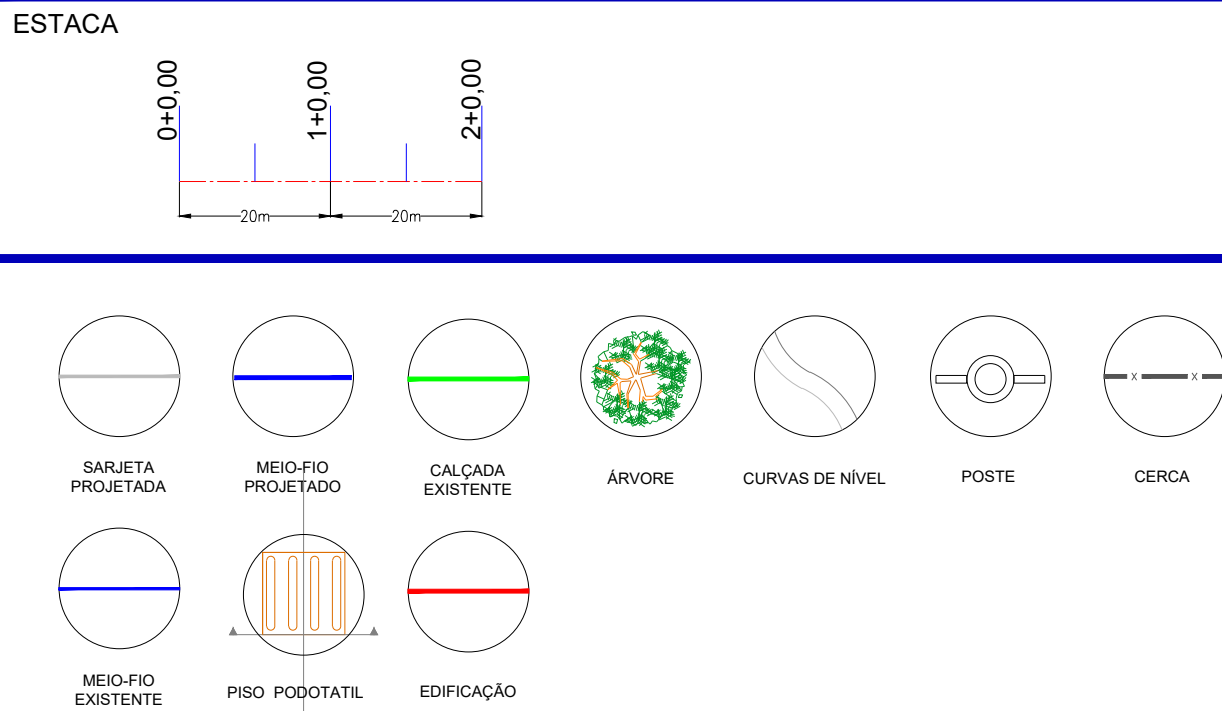 ESTACA
0+0,00
1+0,00
2+0,00
20m
20m
x
x
SARJETA
PROJETADA
MEIO-FIO
PROJETADO
CALÇADA
EXISTENTE
ÁRVORE
CURVAS DE NÍVEL
POSTE
CERCA
MEIO-FIO
EXISTENTE
PISO PODOTATIL
EDIFICAÇÃO